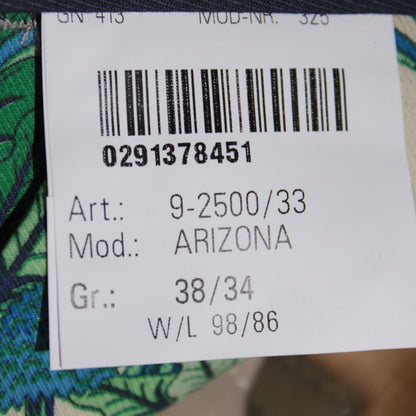 GN 413 MOD-NR. 325
0291378451
Art.: 9-2500/33
Mod.: ARIZONA
Gr.: 38/34
W/L 98/86